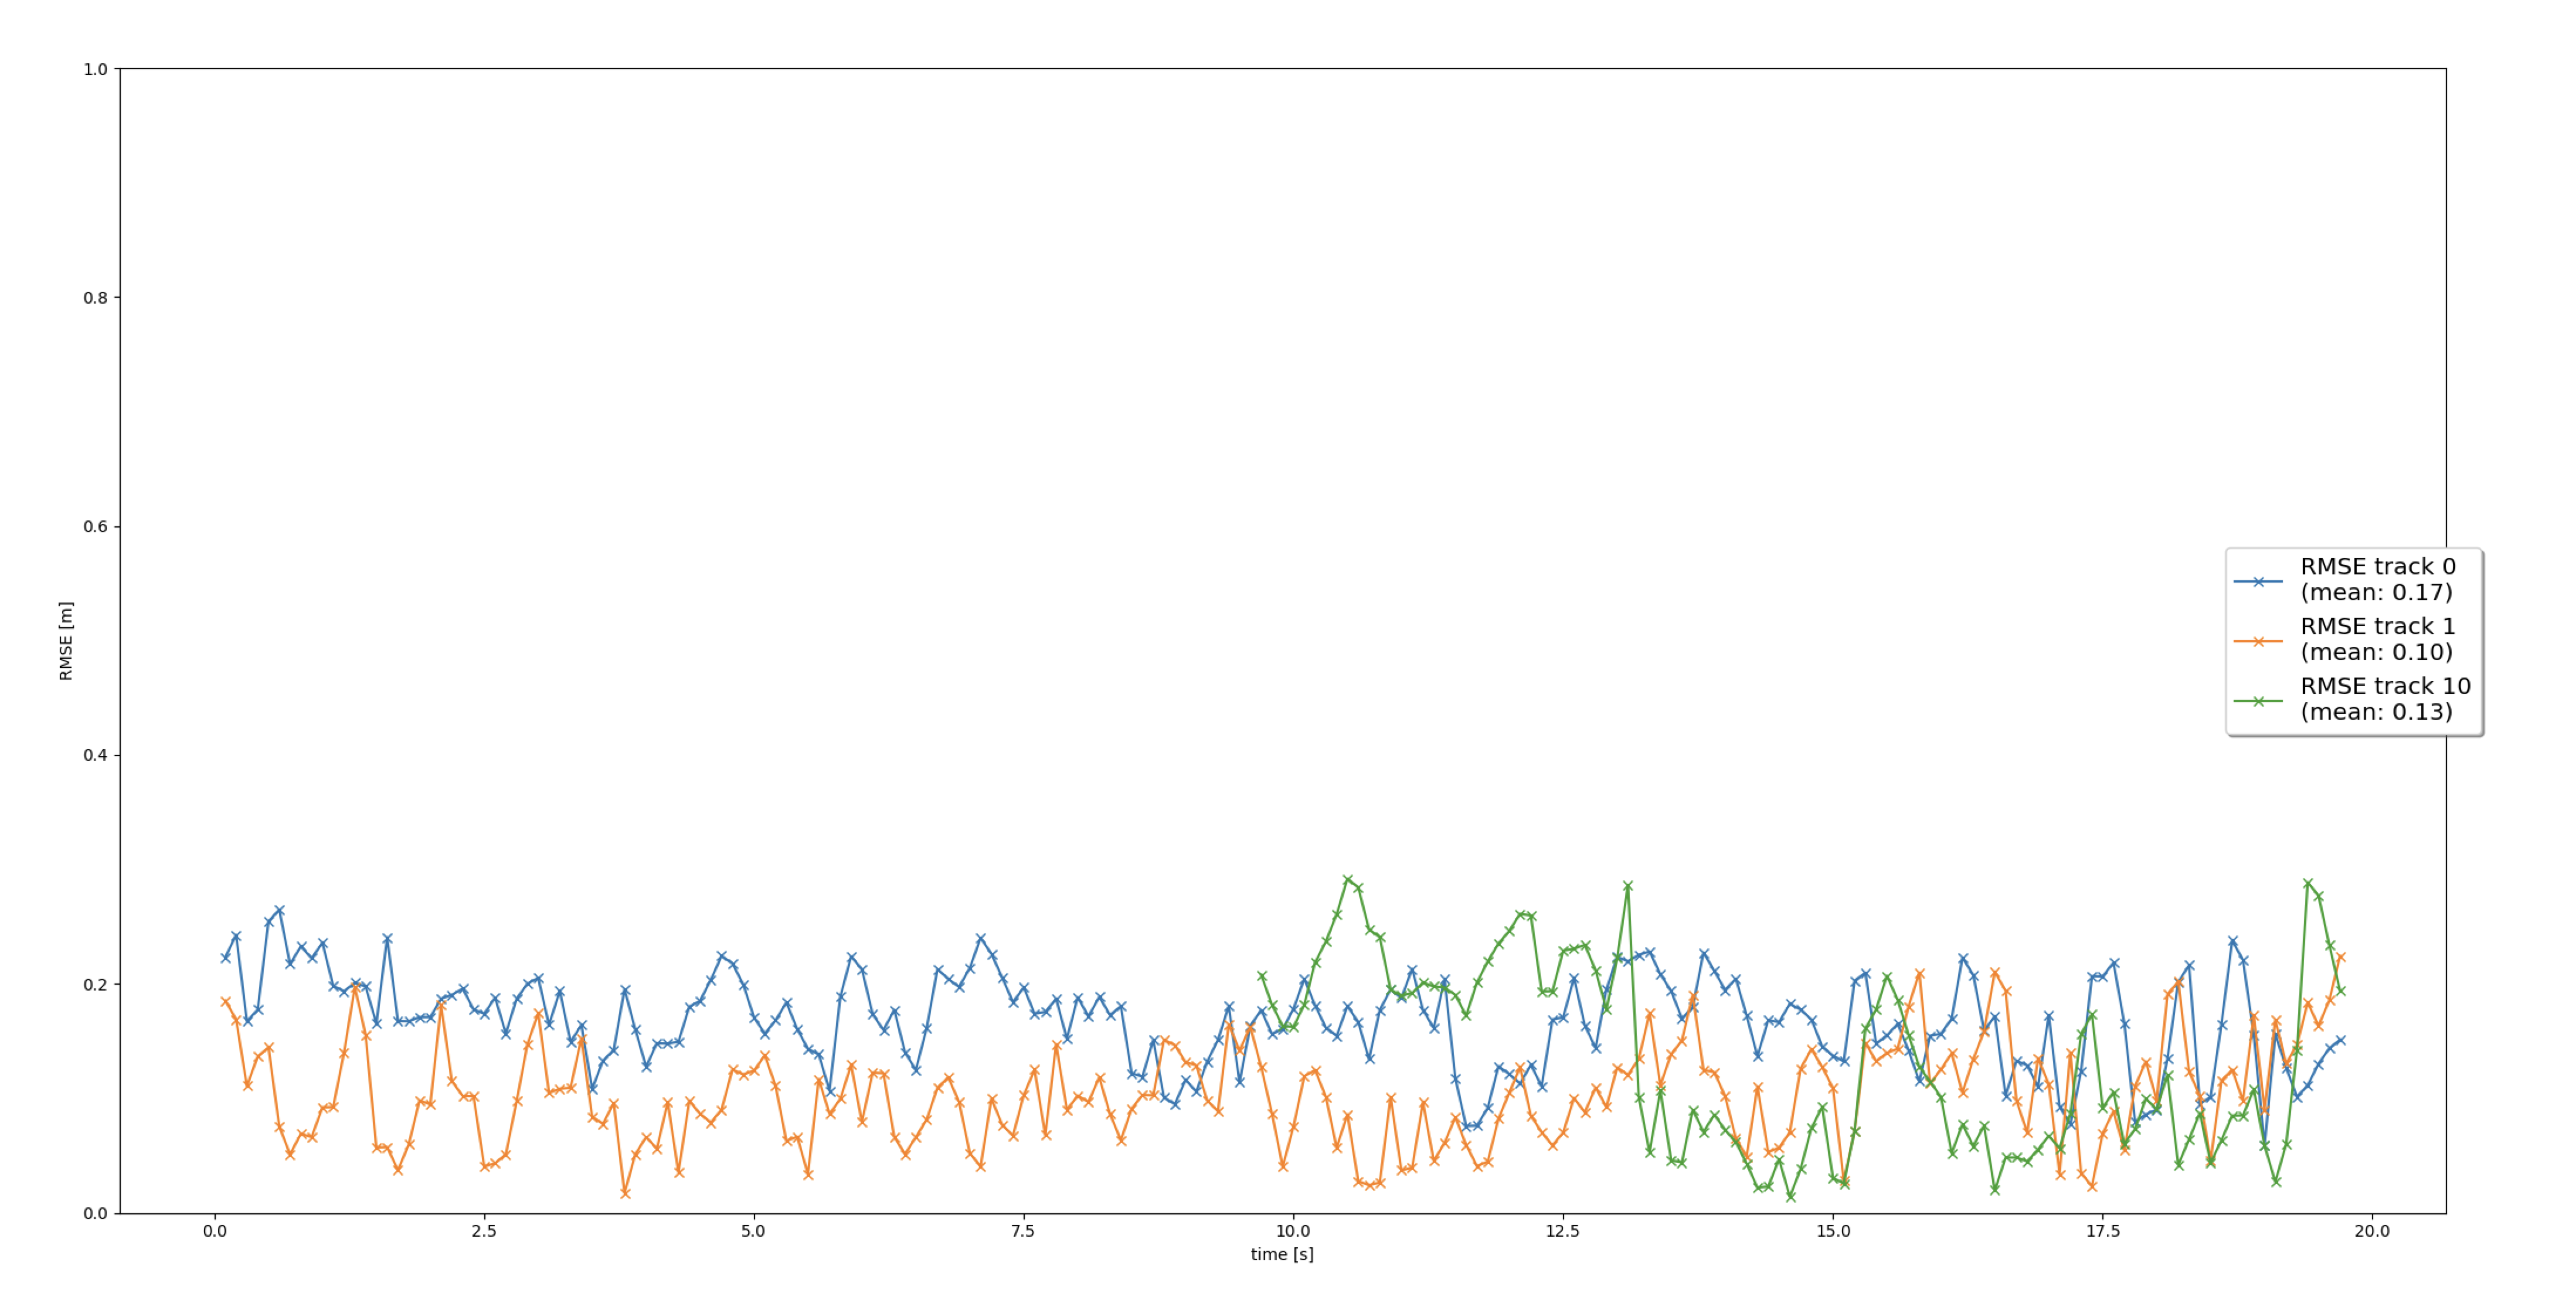 1.0
0.8
0.6
0.4
0.2
0.0
RMSE [m]
0.0 2.5 5.0 7.5 10.0 12.5 15.0 17.5 20.0
time [s]
RMSE track 0
(mean: 0.17)
RMSE track 1
(mean: 0.10)
RMSE track 10
(mean: 0.13)